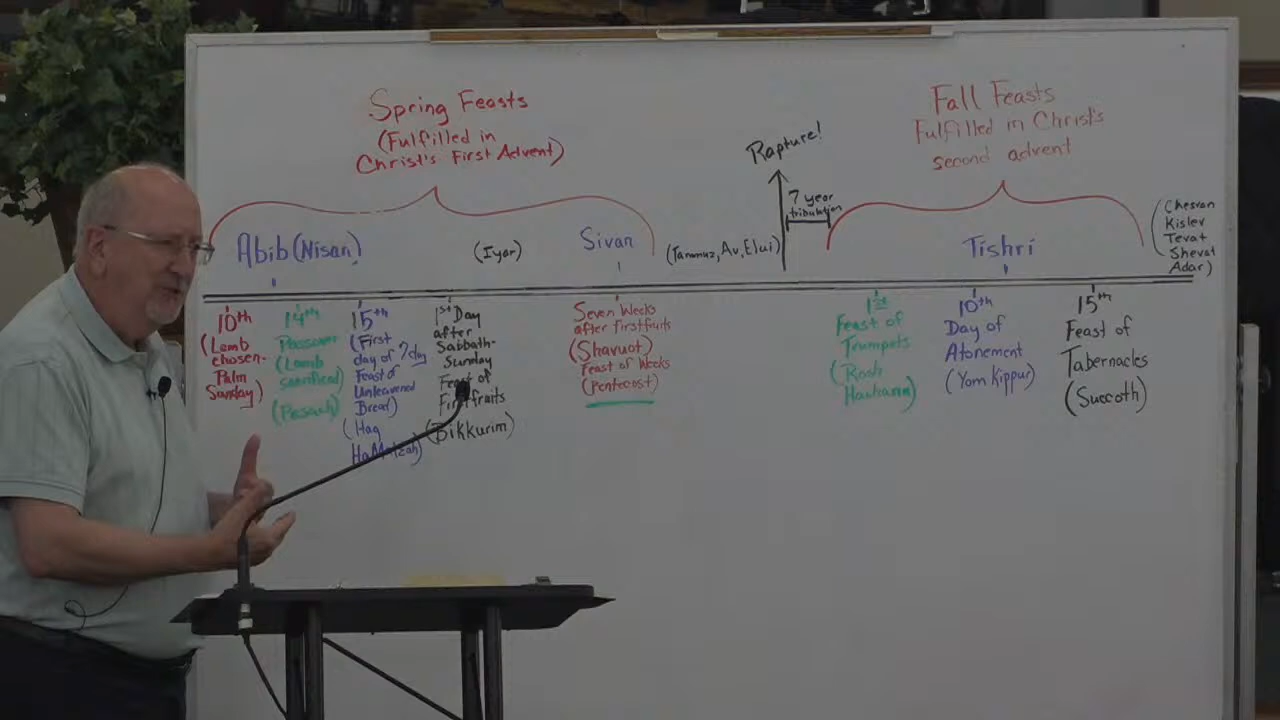 Spring Feasts
(Fulfilled in
Christ's First Advent)
Rapture!
7 year
tribulation
Fall Feasts
Fulfilled in Christ's
second advent
Abib (Nisan)
(Iyar)
Sivan
(Tammuz, Av, Elul)
Tishri
(Chesvan
Kislev
Tevat
Shevat
Adar)
10th
(Lamb
chosen-
Palm
Sunday)
14th
Passover
(Lamb
sacrificed)
(Pesach)
15th
(First
day of 7 day
Feast of
Unleavened
Bread)
(Hag
HaMatzah)
1st Day
after
Sabbath-
Sunday
Feast of
Firstfruits
(Bikkurim)
Seven Weeks
after Firstfruits
(Shavuot)
Feast of Weeks
(Pentecost)
1st
Feast of
Trumpets
(Rosh
Hashana)
10th
Day of
Atonement
(Yom Kippur)
15th
Feast of
Tabernacles
(Succoth)